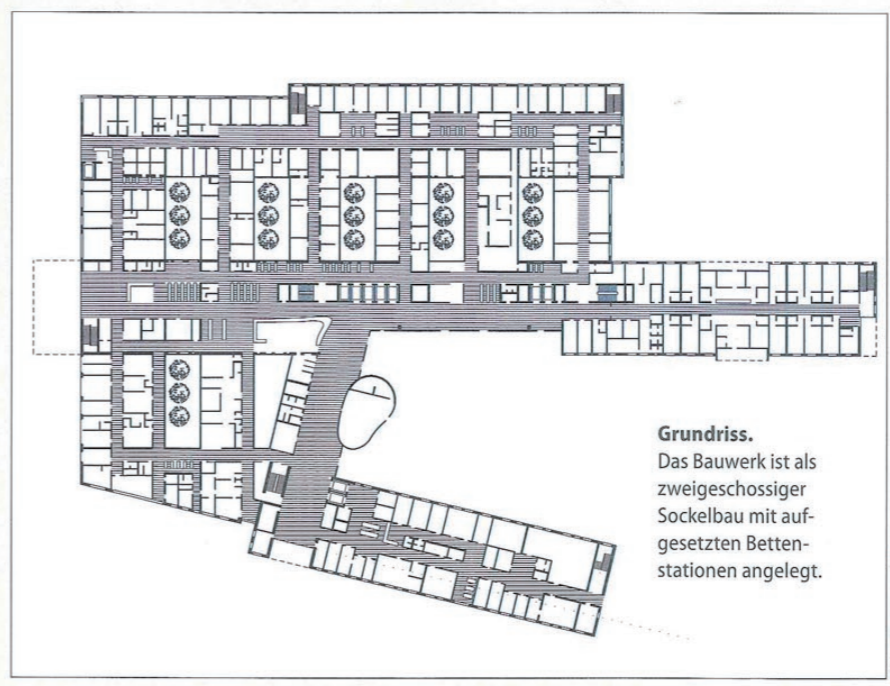 Grundriss.
Das Bauwerk ist als
zweigeschossiger
Sockelbau mit auf-
gesetzten Betten-
stationen angelegt.